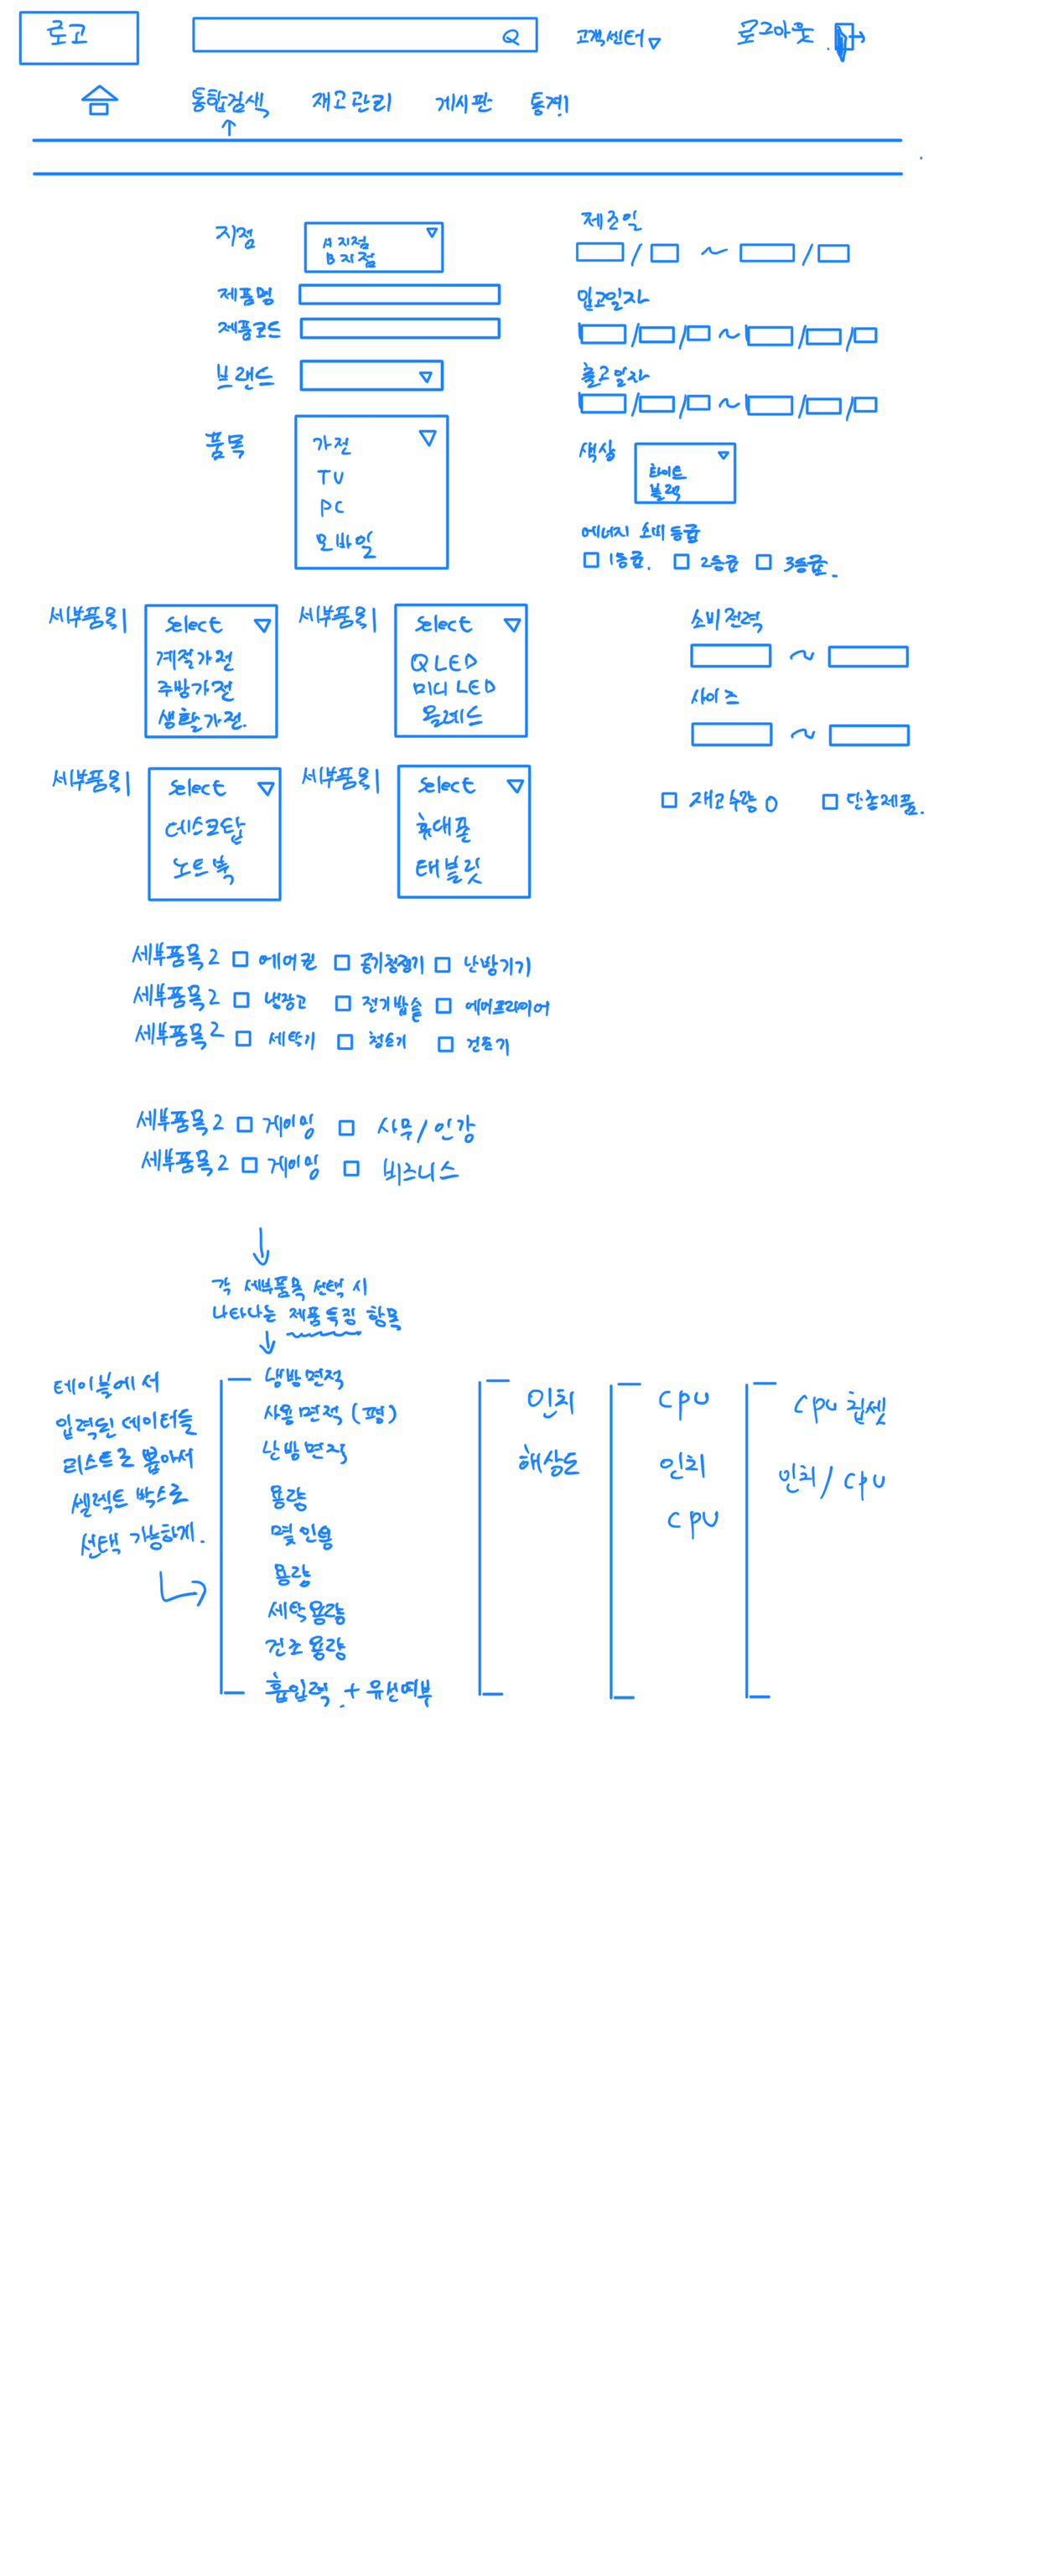 로고
Q 고객센터 로그아웃
통합검색 재고관리 게시판 통계
지점
A 지점
B 지점
제품명
제품코드
브랜드
품목
가전
TV
PC
모바일
제조일
/ ~ /
입고일자
/ / ~ / /
출고일자
/ / ~ / /
색상
화이트
블랙
에너지 소비 등급
1등급. 2등급 3등급.
세부품목1
Select
계절가전
주방가전
생활가전.
세부품목1
Select
QLED
미니 LED
올레드
소비 전력
~
사이즈
~
세부품목1
Select
데스크탑
노트북
세부품목1
Select
휴대폰
태블릿
재고수량 0 단종제품.
세부품목2 에어컨 공기청정기 난방기기
세부품목2 냉장고 전기밥솥 에어프라이어
세부품목2 세탁기 청소기 건조기
세부품목2 게이밍 사무/인강
세부품목2 게이밍 비즈니스
각 세부품목 선택 시
나타나는 제품특징 항목
테이블에서
입력된 데이터들
리스트로 뽑아서
셀렉트 박스로
선택 가능하게.
냉방면적
사용면적 (평)
난방면적
용량
몇인용
용량
세탁용량
건조용량
흡입력 + 유선여부
인치
해상도
CPU
인치
CPU
CPU 칩셋
인치/CPU